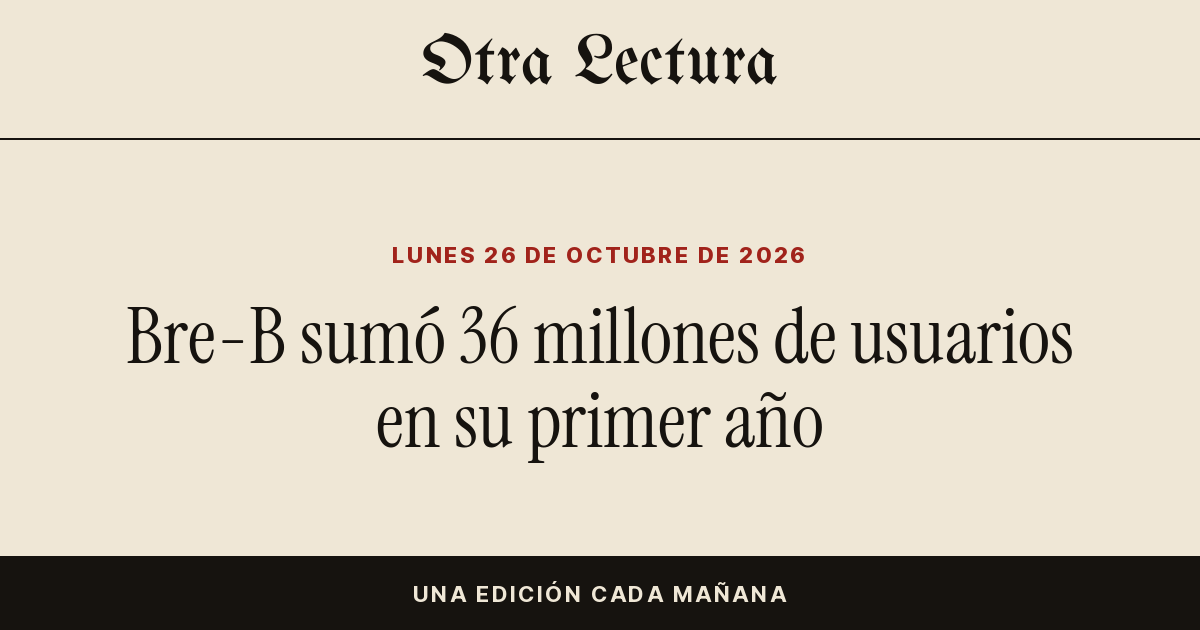 Otra Lectura
LUNES 26 DE OCTUBRE DE 2026
Bre-B sumó 36 millones de usuarios
en su primer año
UNA EDICIÓN CADA MAÑANA